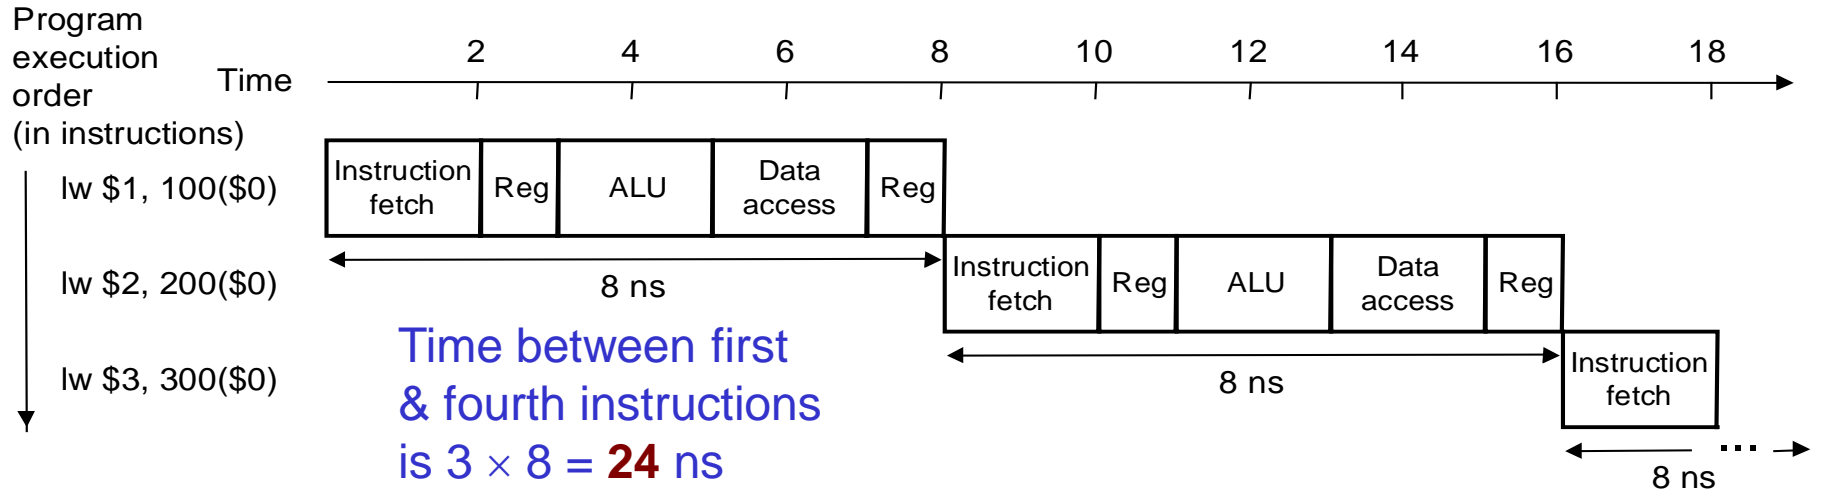 Program
execution
order
(in instructions)
Time
2 4 6 8 10 12 14 16 18
lw $1, 100($0)
Instruction
fetch
Reg
ALU
Data
access
Reg
8 ns
lw $2, 200($0)
Instruction
fetch
Reg
ALU
Data
access
Reg
8 ns
lw $3, 300($0)
Instruction
fetch
...
8 ns
Time between first
& fourth instructions
is 3 × 8 = 24 ns